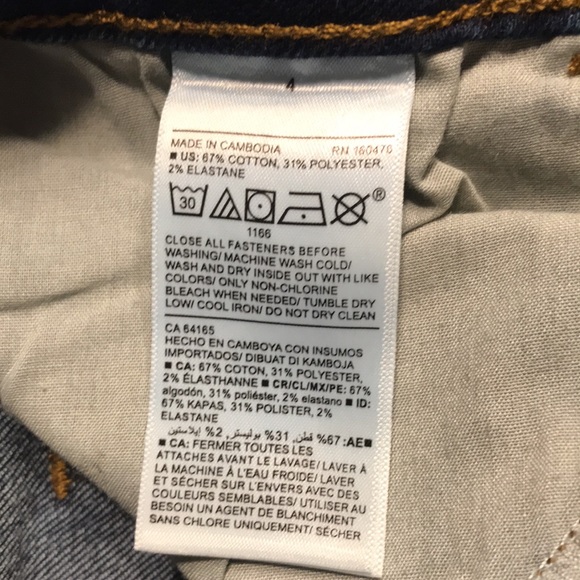 4
MADE IN CAMBODIA RN 160470
■ US: 67% COTTON, 31% POLYESTER,
2% ELASTANE
30
®
1166
CLOSE ALL FASTENERS BEFORE
WASHING/ MACHINE WASH COLD/
WASH AND DRY INSIDE OUT WITH LIKE
COLORS/ ONLY NON-CHLORINE
BLEACH WHEN NEEDED/ TUMBLE DRY
LOW/ COOL IRON/ DO NOT DRY CLEAN
CA 64165
HECHO EN CAMBOYA CON INSUMOS
IMPORTADOS/ DIBUAT DI KAMBOJA
■ CA: 67% COTON, 31% POLYESTER,
2% ÉLASTHANNE ■ CR/CL/MX/PE: 67%
algodón, 31% poliéster, 2% elastano ■ ID:
67% KAPAS, 31% POLISTER, 2%
ELASTANE
■ AE: 67% قطن, 31% بوليستر, 2% إيلاستين
■ CA: FERMER TOUTES LES
ATTACHES AVANT LE LAVAGE/ LAVER À
LA MACHINE À L'EAU FROIDE/ LAVER
ET SÉCHER SUR L'ENVERS AVEC DES
COULEURS SEMBLABLES/ UTILISER AU
BESOIN UN AGENT DE BLANCHIMENT
SANS CHLORE UNIQUEMENT/ SÉCHER